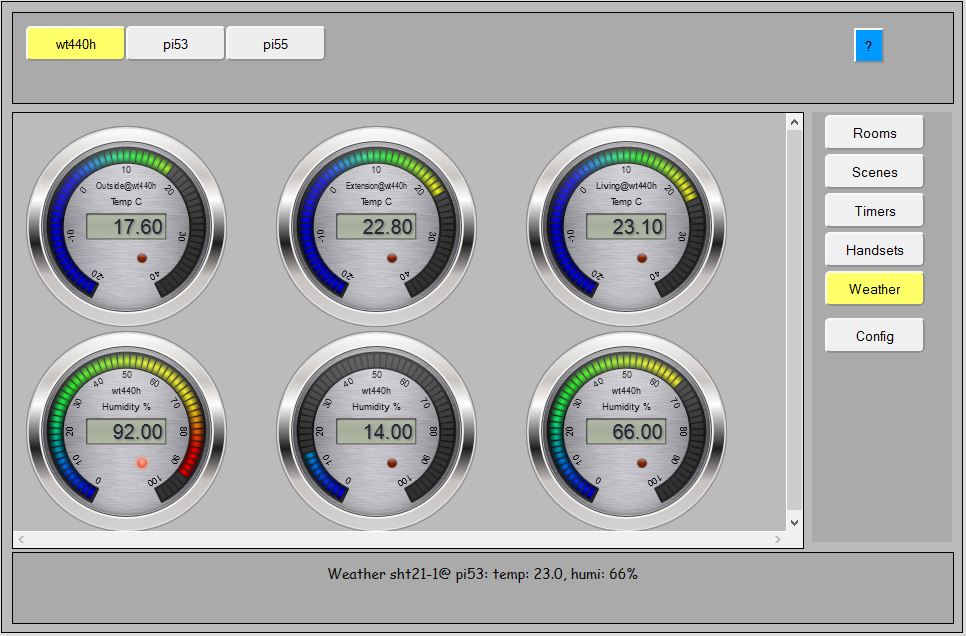 wt440h pi53 pi55 ?
Rooms
Scenes
Timers
Handsets
Weather
Config
-20 -10 0 10 20 30 40
Outside@wt440h
Temp C
17.60
-20 -10 0 10 20 30 40
Extension@wt440h
Temp C
22.80
-20 -10 0 10 20 30 40
Living@wt440h
Temp C
23.10
0 10 20 30 40 50 60 70 80 90 100
wt440h
Humidity %
92.00
0 10 20 30 40 50 60 70 80 90 100
wt440h
Humidity %
14.00
0 10 20 30 40 50 60 70 80 90 100
wt440h
Humidity %
66.00
Weather sht21-1@ pi53: temp: 23.0, humi: 66%